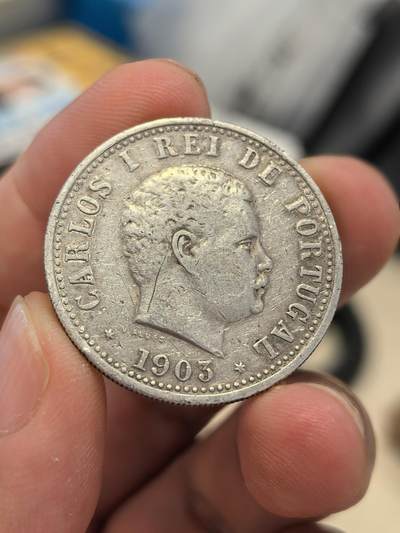 CARLOS I REI DE PORTUGAL
* 1903 *